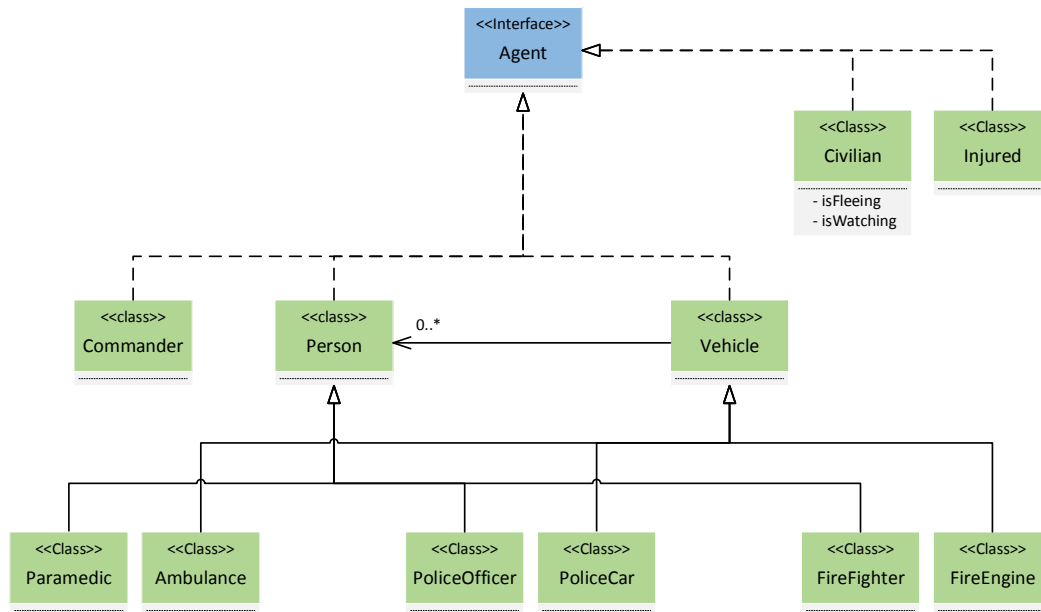 <<Interface>>
Agent
<<Class>>
Civilian
- isFleeing
- isWatching
<<Class>>
Injured
<<class>>
Commander
<<class>>
Person
0..*
<<class>>
Vehicle
<<Class>>
Paramedic
<<Class>>
Ambulance
<<Class>>
PoliceOfficer
<<Class>>
PoliceCar
<<Class>>
FireFighter
<<Class>>
FireEngine